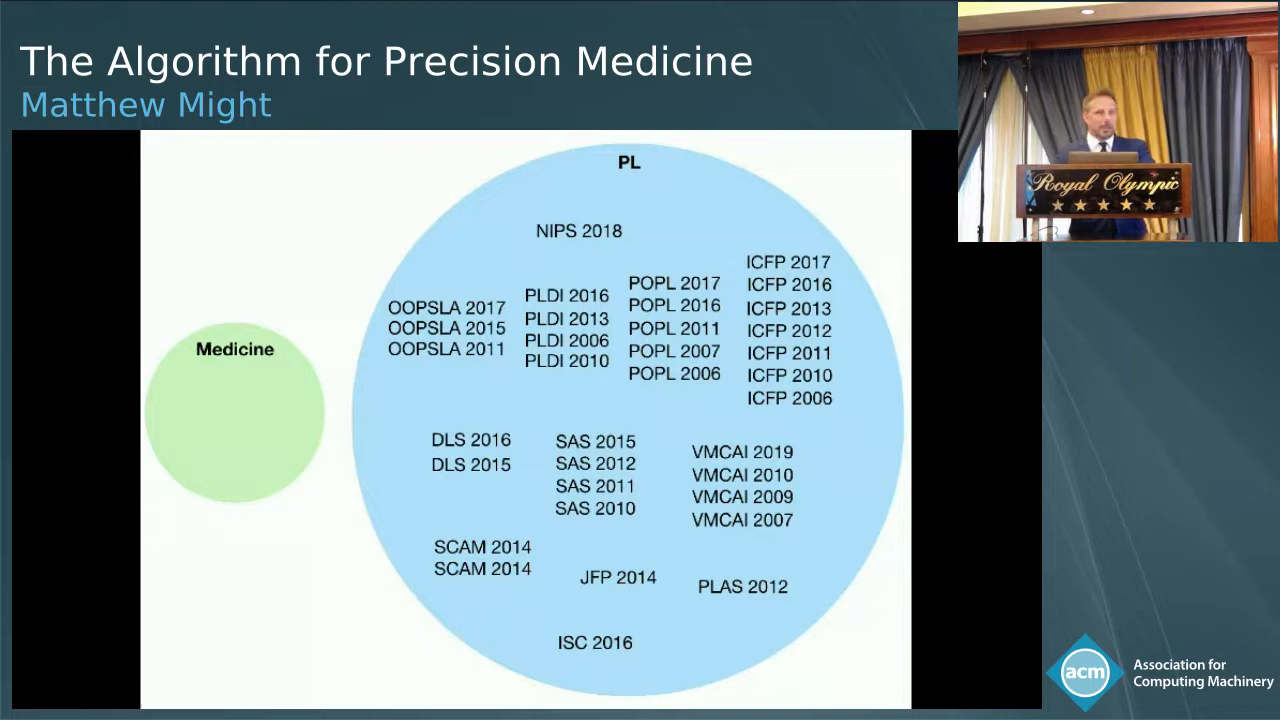 The Algorithm for Precision Medicine
Matthew Might
Royal Olympic
PL
NIPS 2018
OOPSLA 2017
OOPSLA 2015
OOPSLA 2011
PLDI 2016
PLDI 2013
PLDI 2006
PLDI 2010
POPL 2017
POPL 2016
POPL 2011
POPL 2007
POPL 2006
ICFP 2017
ICFP 2016
ICFP 2013
ICFP 2012
ICFP 2011
ICFP 2010
ICFP 2006
Medicine
DLS 2016
DLS 2015
SAS 2015
SAS 2012
SAS 2011
SAS 2010
VMCAI 2019
VMCAI 2010
VMCAI 2009
VMCAI 2007
SCAM 2014
SCAM 2014
JFP 2014
PLAS 2012
ISC 2016
acm
Association for
Computing Machinery